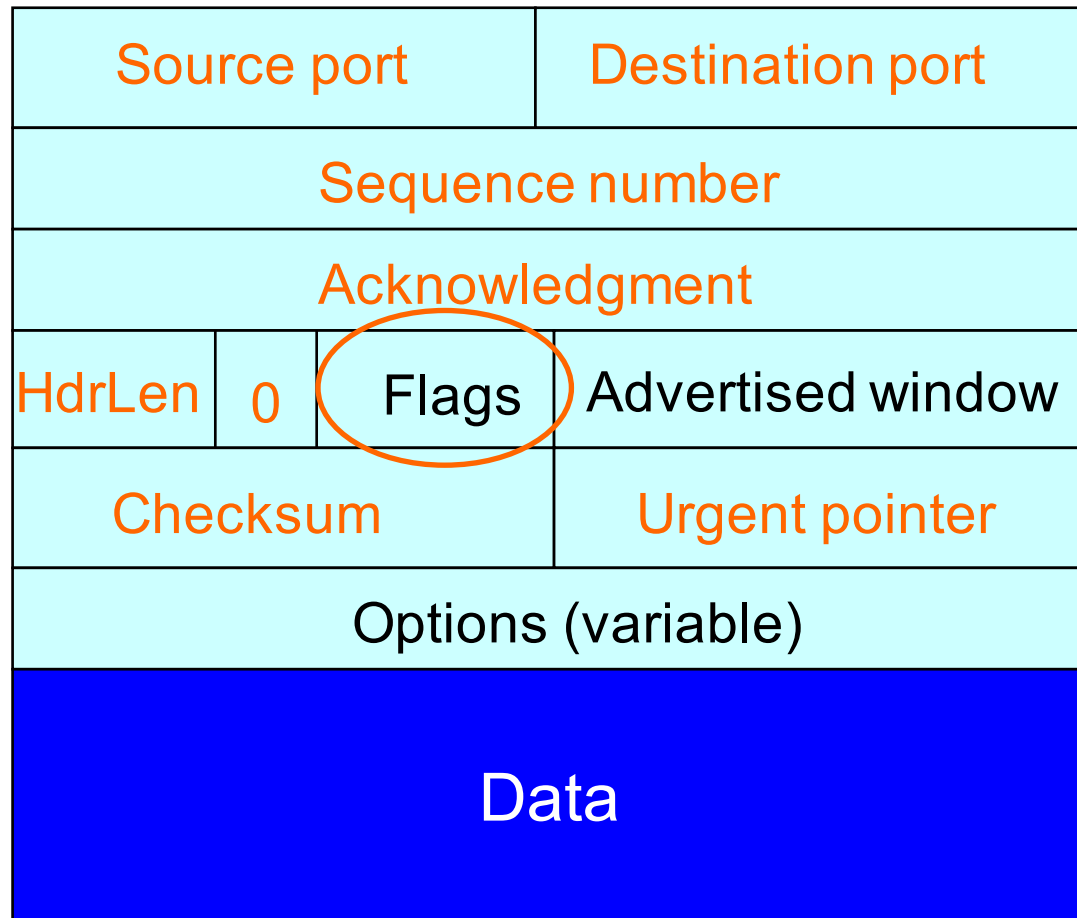 Source port Destination port
Sequence number
Acknowledgment
HdrLen 0 Flags Advertised window
Checksum Urgent pointer
Options (variable)
Data